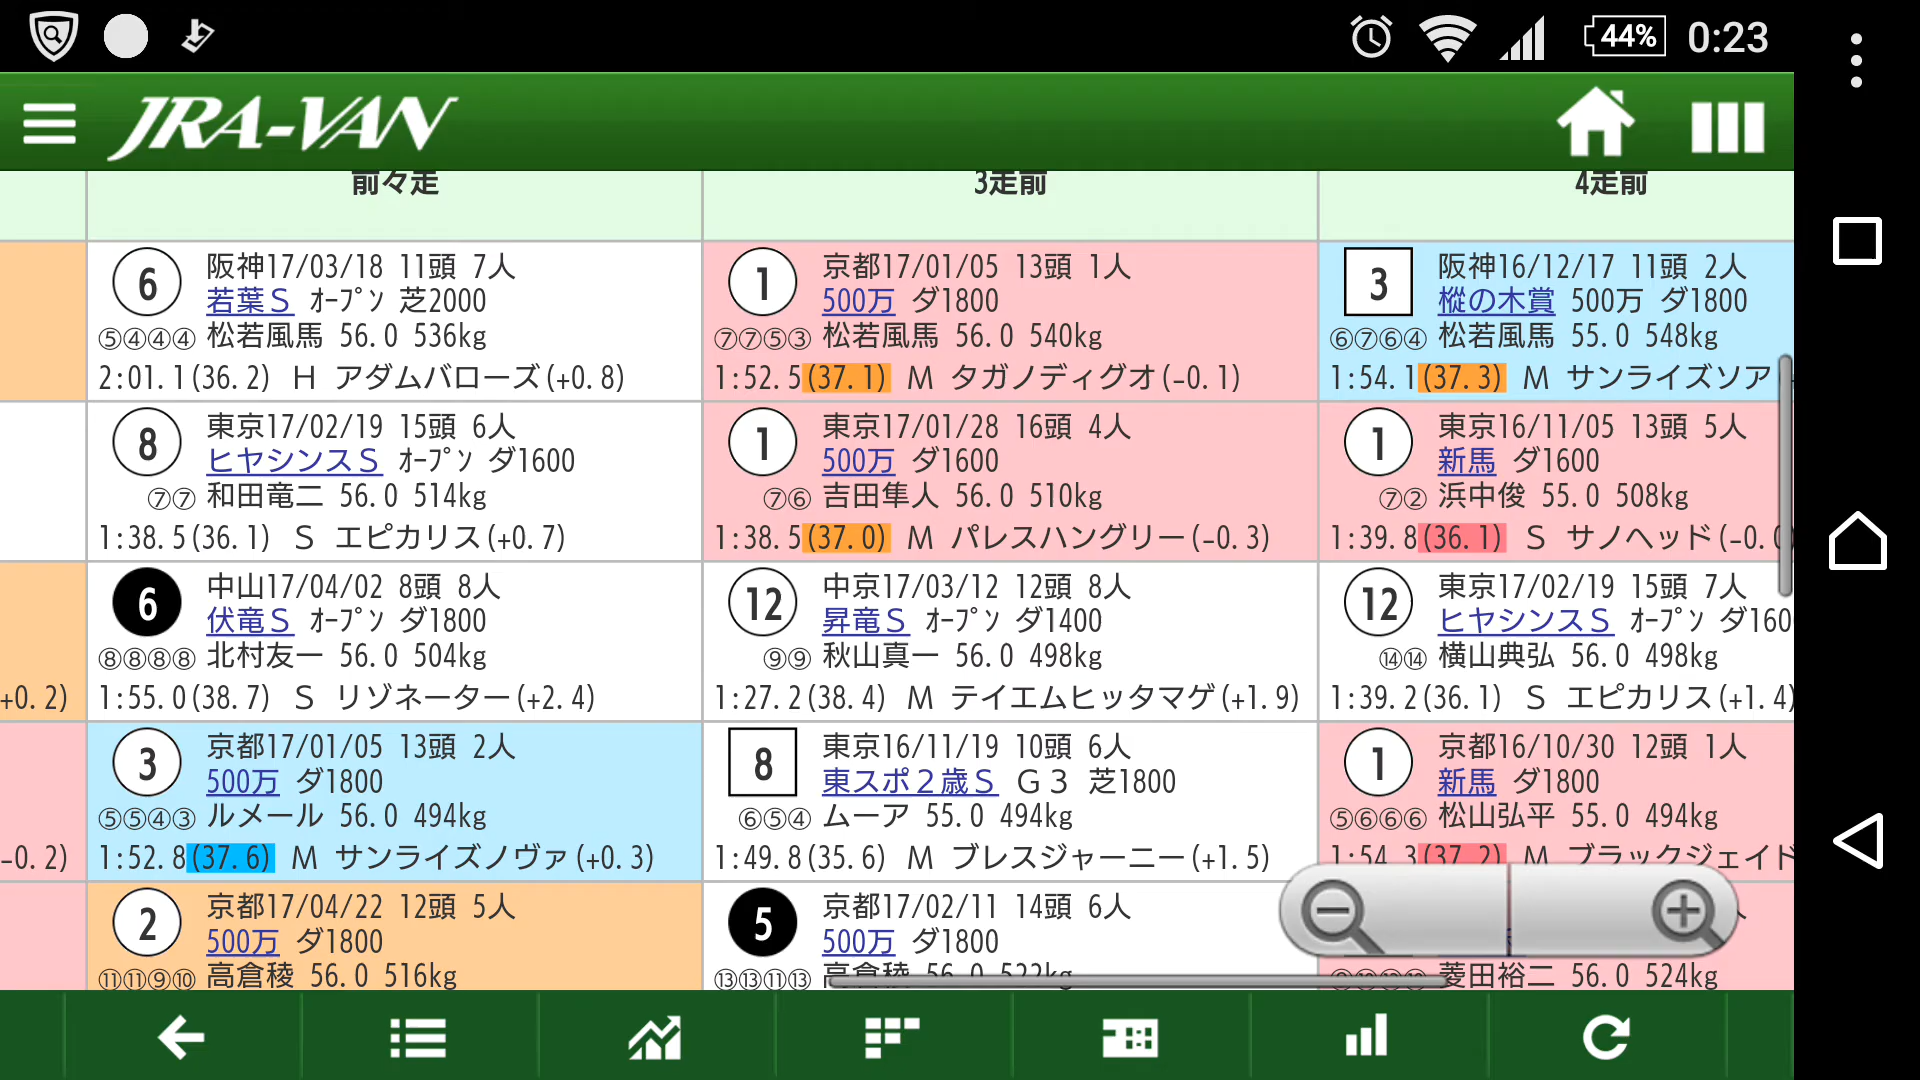 44% 0:23
JRA-VAN
前々走 3走前 4走前
6 阪神17/03/18 11頭 7人
若葉S オープン 芝2000
⑤④④④ 松若風馬 56.0 536kg
2:01.1(36.2) H アダムバローズ(+0.8)
1 京都17/01/05 13頭 1人
500万 ダ1800
⑦⑦⑤③ 松若風馬 56.0 540kg
1:52.5(37.1) M タガノディグオ(-0.1)
3 阪神16/12/17 11頭 2人
樅の木賞 500万 ダ1800
⑥⑦⑥④ 松若風馬 55.0 548kg
1:54.1(37.3) M サンライズソア
8 東京17/02/19 15頭 6人
ヒヤシンスS オープン ダ1600
⑦⑦ 和田竜二 56.0 514kg
1:38.5(36.1) S エピカリス(+0.7)
1 東京17/01/28 16頭 4人
500万 ダ1600
⑦⑥ 吉田隼人 56.0 510kg
1:38.5(37.0) M パレスハングリー(-0.3)
1 東京16/11/05 13頭 5人
新馬 ダ1600
⑦② 浜中俊 55.0 508kg
1:39.8(36.1) S サノヘッド(-0.0
+0.2)
6 中山17/04/02 8頭 8人
伏竜S オープン ダ1800
⑧⑧⑧⑧ 北村友一 56.0 504kg
1:55.0(38.7) S リゾネーター(+2.4)
12 中京17/03/12 12頭 8人
昇竜S オープン ダ1400
⑨⑨ 秋山真一 56.0 498kg
1:27.2(38.4) M テイエムヒッタマゲ(+1.9)
12 東京17/02/19 15頭 7人
ヒヤシンスS オープン ダ160
⑭⑭ 横山典弘 56.0 498kg
1:39.2(36.1) S エピカリス(+1.4)
-0.2)
3 京都17/01/05 13頭 2人
500万 ダ1800
⑤⑤④③ ルメール 56.0 494kg
1:52.8(37.6) M サンライズノヴァ(+0.3)
8 東京16/11/19 10頭 6人
東スポ2歳S G3 芝1800
⑥⑤④ ムーア 55.0 494kg
1:49.8(35.6) M ブレスジャーニー(+1.5)
1 京都16/10/30 12頭 1人
新馬 ダ1800
⑤⑥⑥⑥ 松山弘平 55.0 494kg
1:54.3(37.2) M ブラックジェイド
2 京都17/04/22 12頭 5人
500万 ダ1800
⑪⑪⑨⑩ 高倉稜 56.0 516kg
5 京都17/02/11 14頭 6人
500万 ダ1800
⑬⑬⑪⑬ 高倉稜 56.0 522kg
菱田裕二 56.0 524kg